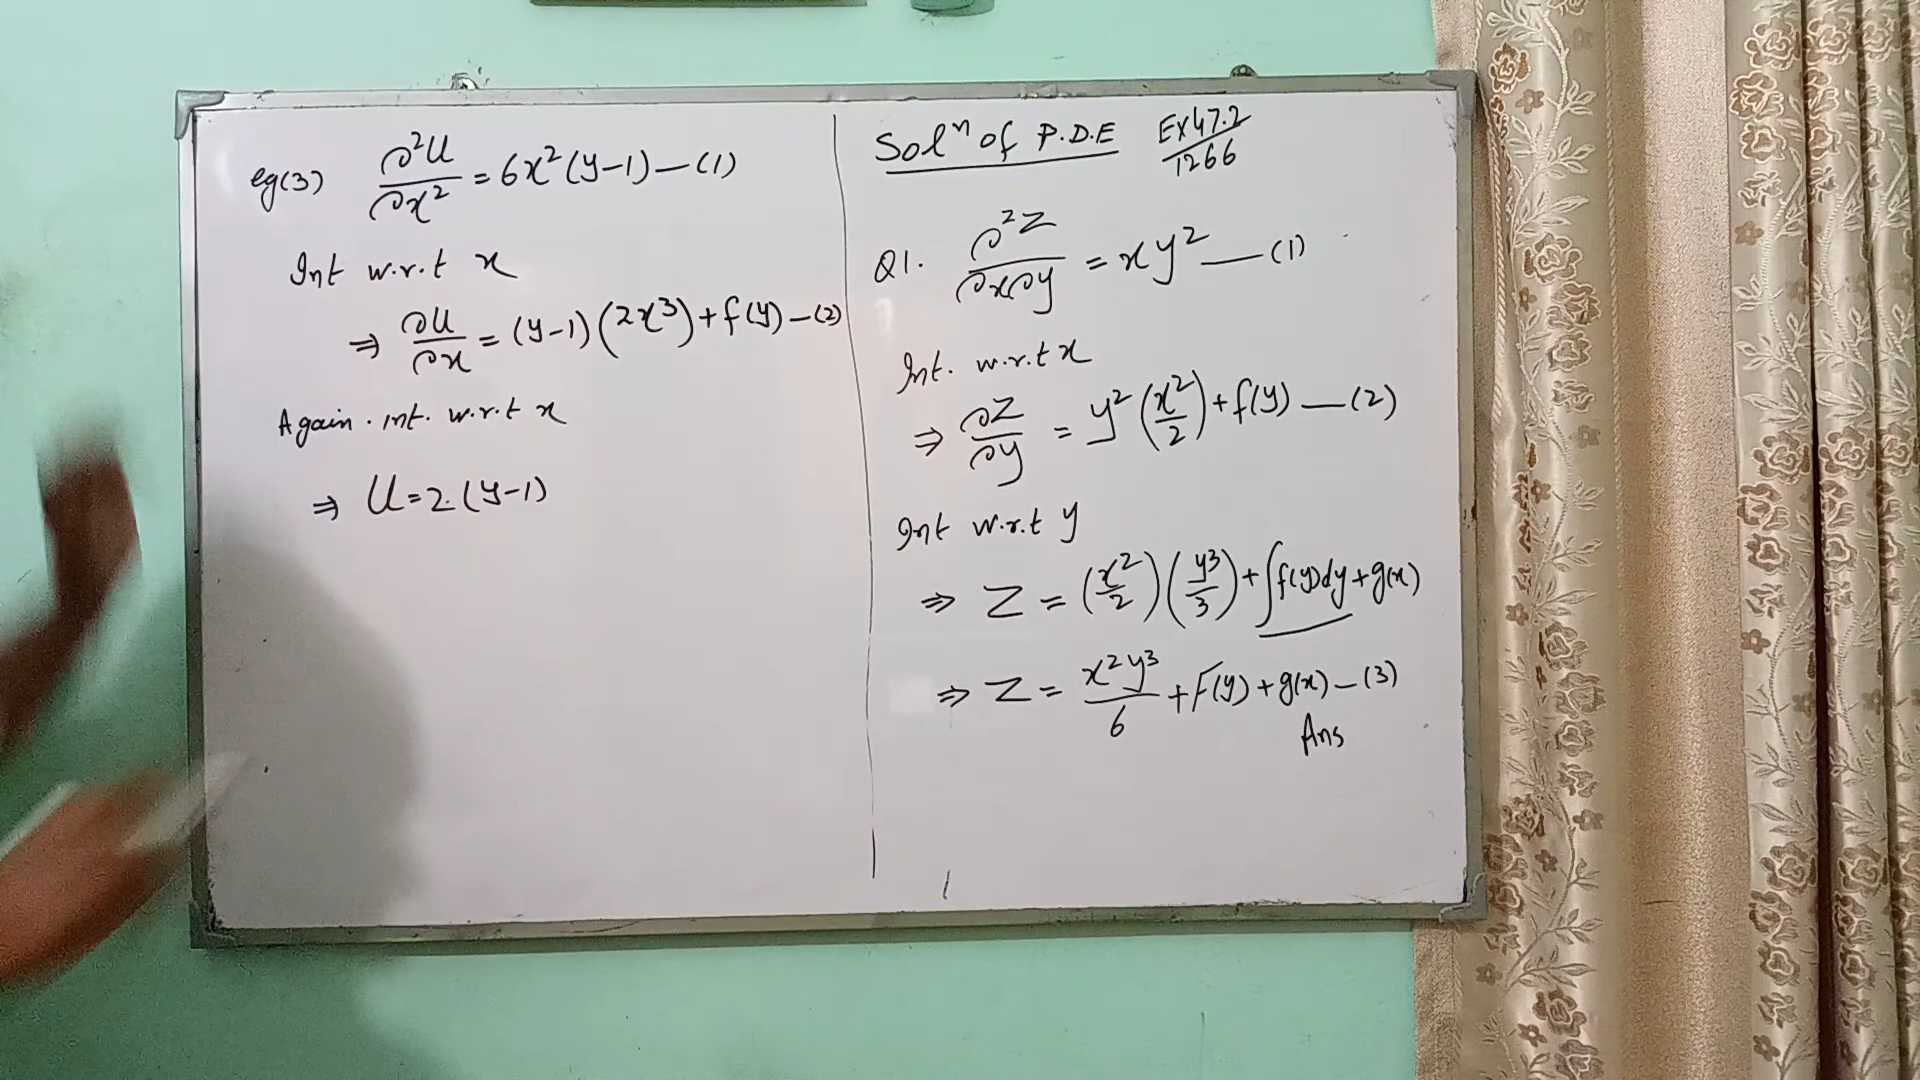 eg(3) ∂²U/∂x² = 6x²(y-1) — (1)
Int w.r.t x
⇒ ∂U/∂x = (y-1)(2x³) + f(y) — (2)
Again. int. w.r.t x
⇒ U = 2.(y-1)
Solⁿ of P.D.E Ex47.2/1266
Q1. ∂²Z/∂x∂y = xy² — (1)
Int. w.r.t x
⇒ ∂Z/∂y = y²(x²/2) + f(y) — (2)
Int w.r.t y
⇒ Z = (x²/2)(y³/3) + ∫f(y)dy + g(x)
⇒ Z = x²y³/6 + F(y) + g(x) — (3)
Ans